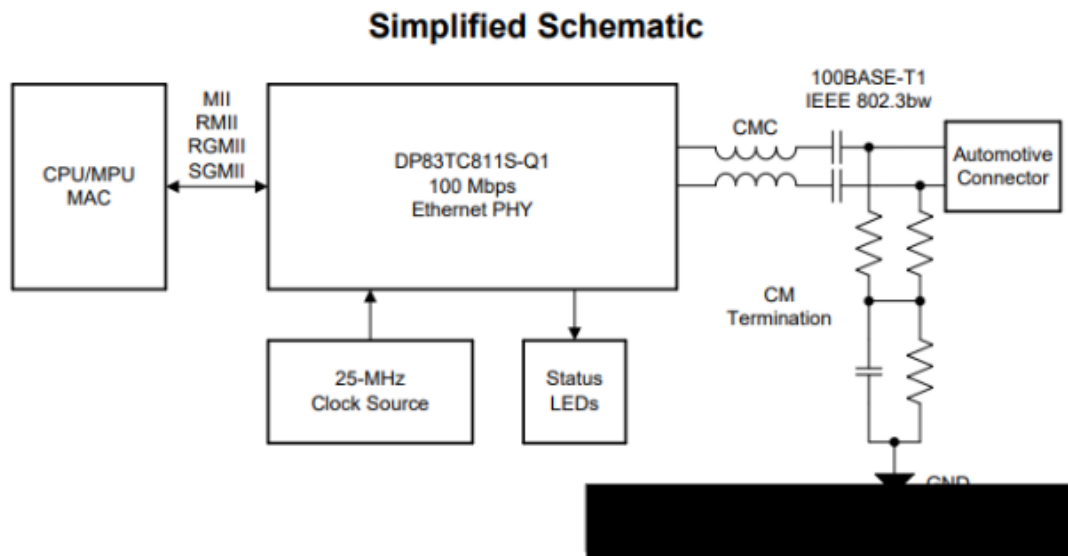 Simplified Schematic
CPU/MPU
MAC
MII
RMII
RGMII
SGMII
DP83TC811S-Q1
100 Mbps
Ethernet PHY
CMC
100BASE-T1
IEEE 802.3bw
Automotive
Connector
CM
Termination
25-MHz
Clock Source
Status
LEDs
GND